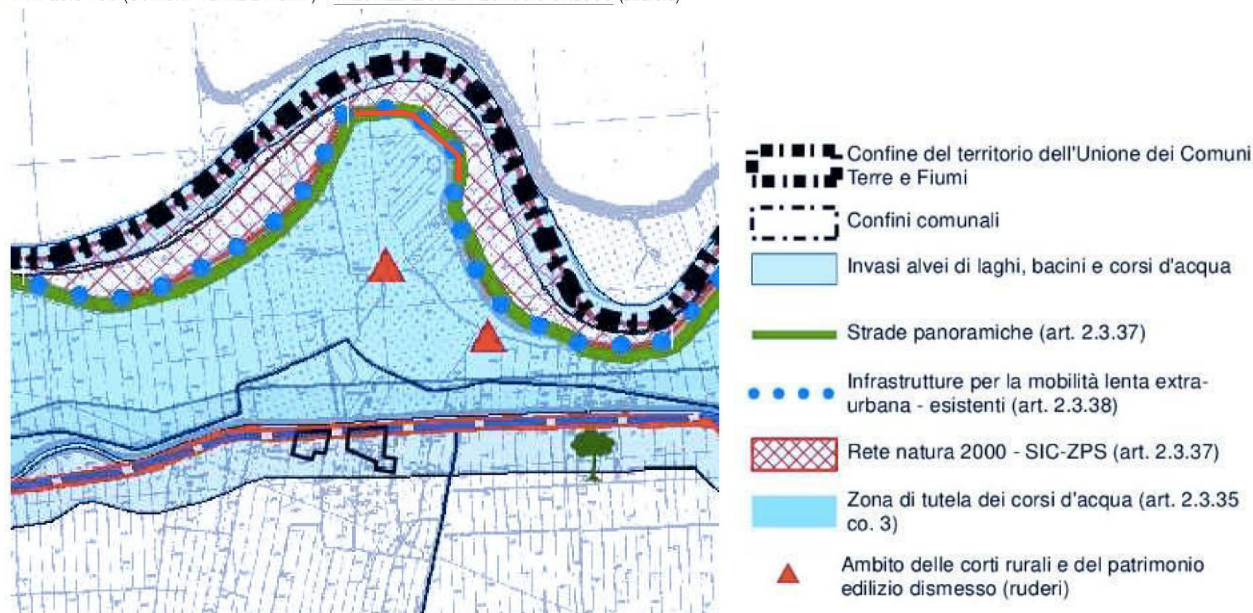 Confine del territorio dell'Unione dei Comuni
Terre e Fiumi
Confini comunali
Invasi alvei di laghi, bacini e corsi d'acqua
Strade panoramiche (art. 2.3.37)
Infrastrutture per la mobilità lenta extra-
urbana - esistenti (art. 2.3.38)
Rete natura 2000 - SIC-ZPS (art. 2.3.37)
Zona di tutela dei corsi d'acqua (art. 2.3.35
co. 3)
Ambito delle corti rurali e del patrimonio
edilizio dismesso (ruderi)